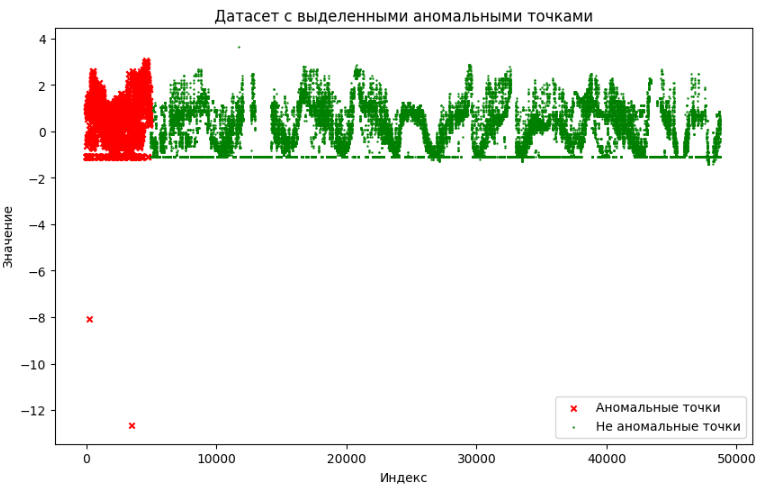 Датасет с выделенными аномальными точками
4
2
0
−2
−4
−6
−8
−10
−12
Значение
0 10000 20000 30000 40000 50000
Индекс
Аномальные точки
Не аномальные точки